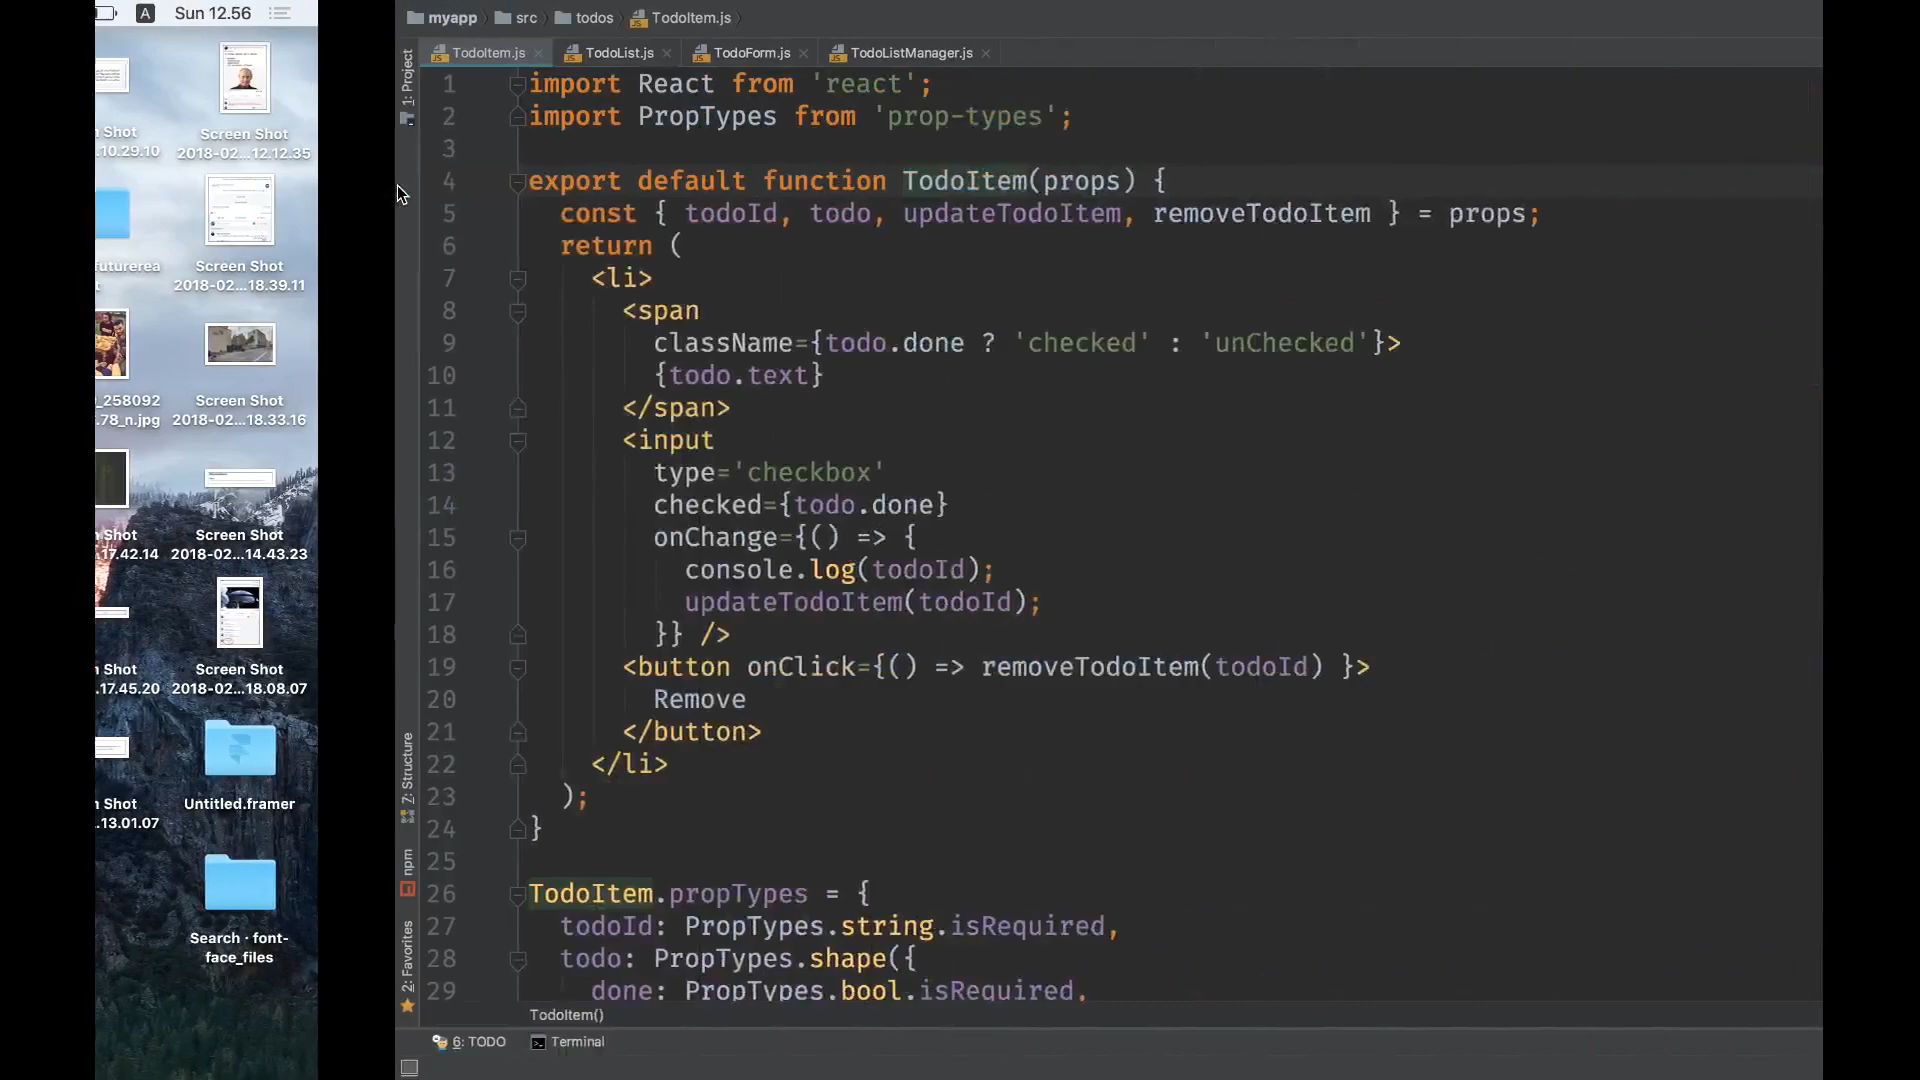 A Sun 12.56
n Shot
.10.29.10
Screen Shot
2018-02...12.12.35
futurerea
t
Screen Shot
2018-02...18.39.11
_258092
.78_n.jpg
Screen Shot
2018-02...18.33.16
n Shot
.17.42.14
Screen Shot
2018-02...14.43.23
n Shot
.17.45.20
Screen Shot
2018-02...18.08.07
n Shot
.13.01.07
Untitled.framer
Search · font-
face_files
myapp src todos TodoItem.js
TodoItem.js TodoList.js TodoForm.js TodoListManager.js
1: Project
7: Structure
npm
2: Favorites
1 import React from 'react';
2 import PropTypes from 'prop-types';
3
4 export default function TodoItem(props) {
5 const { todoId, todo, updateTodoItem, removeTodoItem } = props;
6 return (
7 <li>
8 <span
9 className={todo.done ? 'checked' : 'unChecked'}>
10 {todo.text}
11 </span>
12 <input
13 type='checkbox'
14 checked={todo.done}
15 onChange={() => {
16 console.log(todoId);
17 updateTodoItem(todoId);
18 }} />
19 <button onClick={() => removeTodoItem(todoId) }>
20 Remove
21 </button>
22 </li>
23 );
24 }
25
26 TodoItem.propTypes = {
27 todoId: PropTypes.string.isRequired,
28 todo: PropTypes.shape({
29 done: PropTypes.bool.isRequired,
TodoItem()
6: TODO Terminal